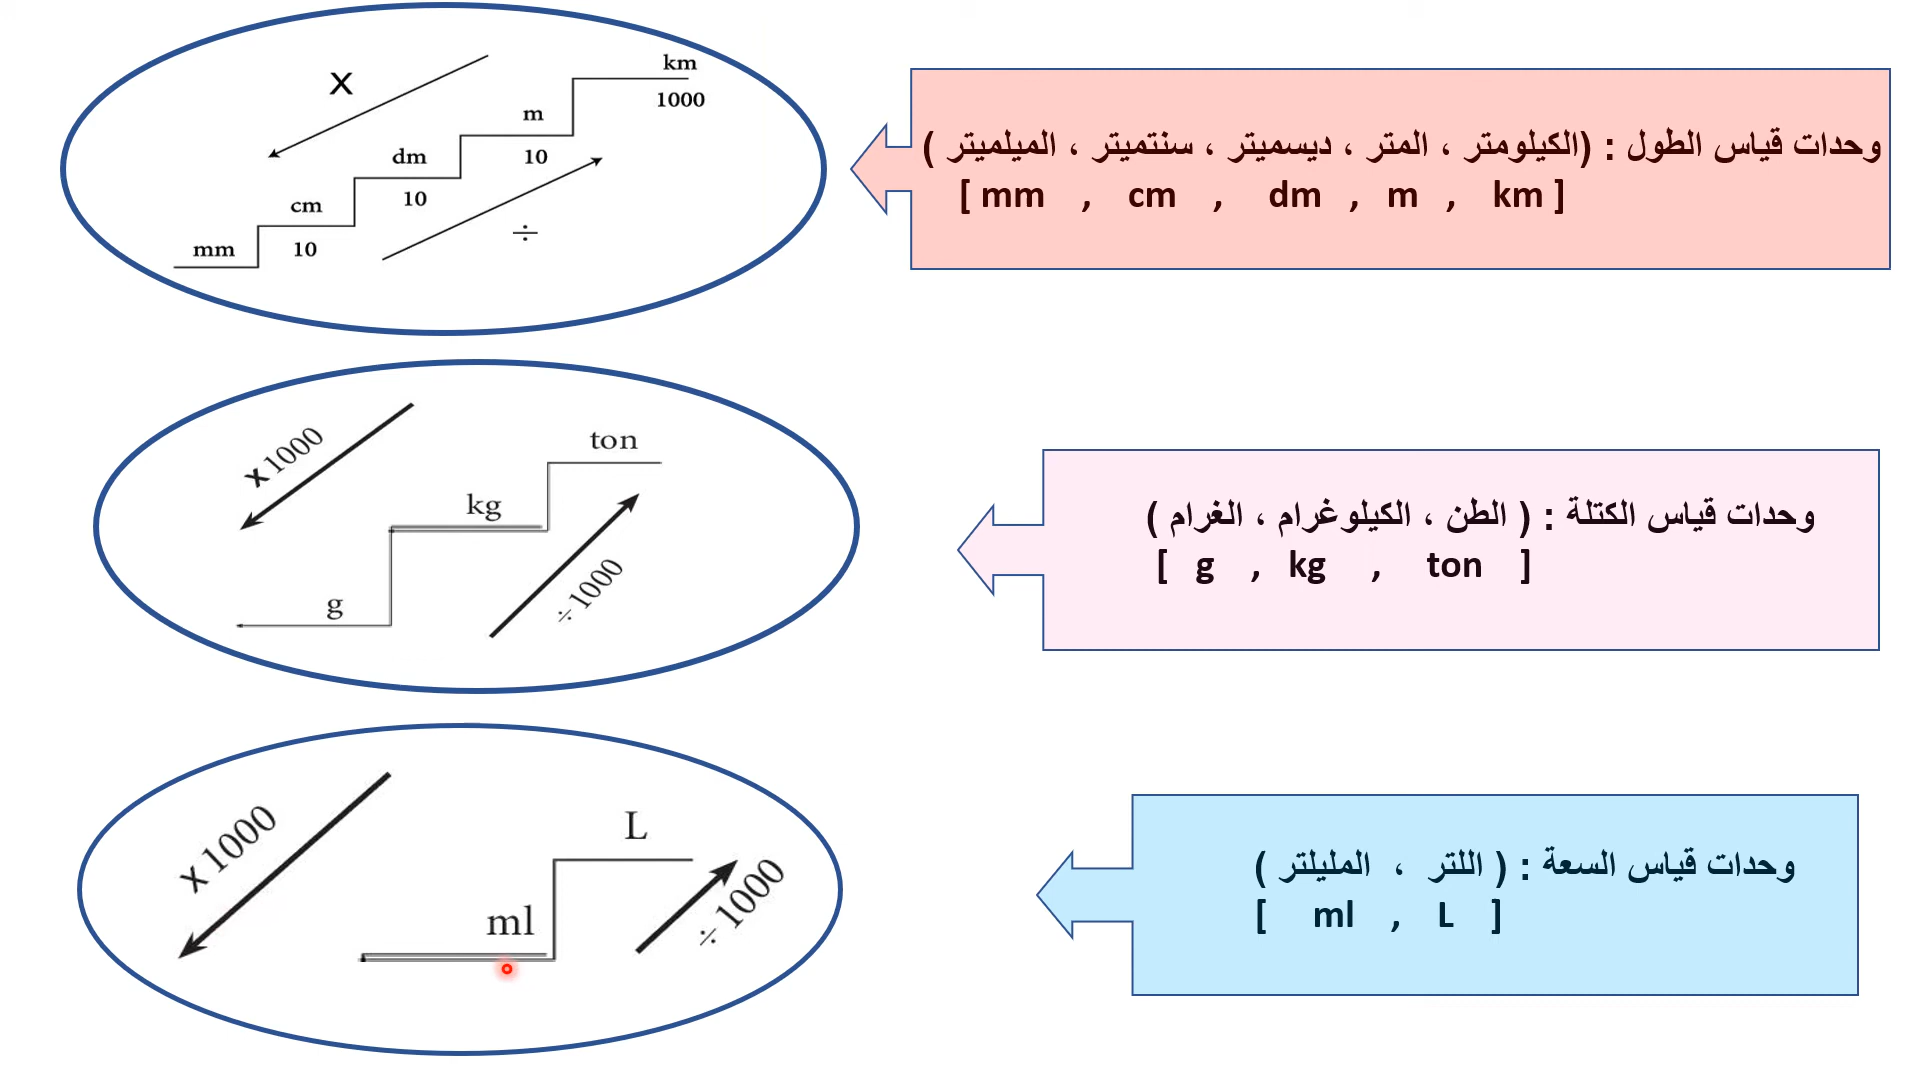 وحدات قياس الطول : (الكيلومتر ، المتر ، ديسميتر ، سنتميتر ، الميلميتر )
[ mm , cm , dm , m , km ]
x
km
1000
m
10
dm
10
cm
10
mm
÷
وحدات قياس الكتلة : ( الطن ، الكيلوغرام ، الغرام )
[ g , kg , ton ]
x 1000
ton
kg
g
÷ 1000
وحدات قياس السعة : ( اللتر ، المليلتر )
[ ml , L ]
x 1000
L
ml
÷ 1000